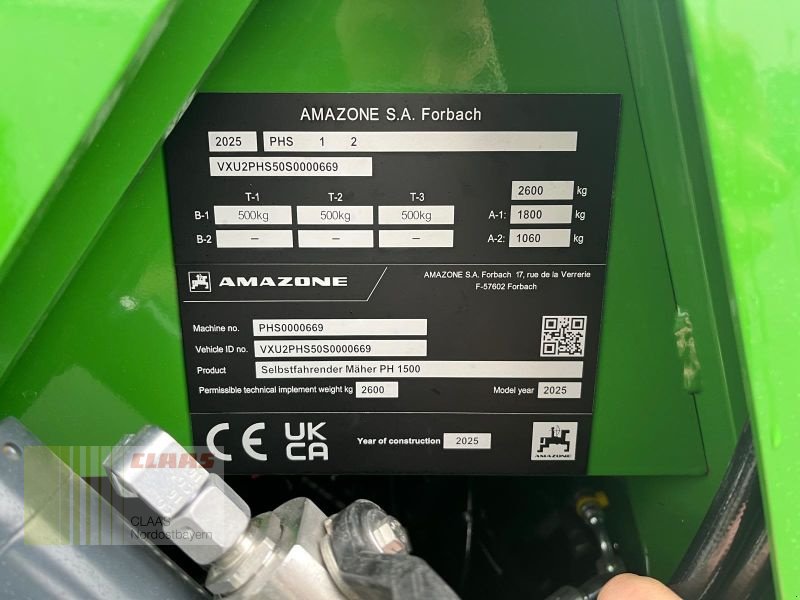 AMAZONE S.A. Forbach
2025 PHS 1 2
VXU2PHS50S0000669
2600 kg
T-1 T-2 T-3
B-1 500kg 500kg 500kg A-1: 1800 kg
B-2 – – – A-2: 1060 kg
AMAZONE
AMAZONE S.A. Forbach 17, rue de la Verrerie
F-57602 Forbach
Machine no. PHS0000669
Vehicle ID no. VXU2PHS50S0000669
Product Selbstfahrender Mäher PH 1500
Permissible technical implement weight kg 2600 Model year 2025
CE UK
CA
Year of construction 2025
AMAZONE
CLAAS
CLAAS
Nordostbayern